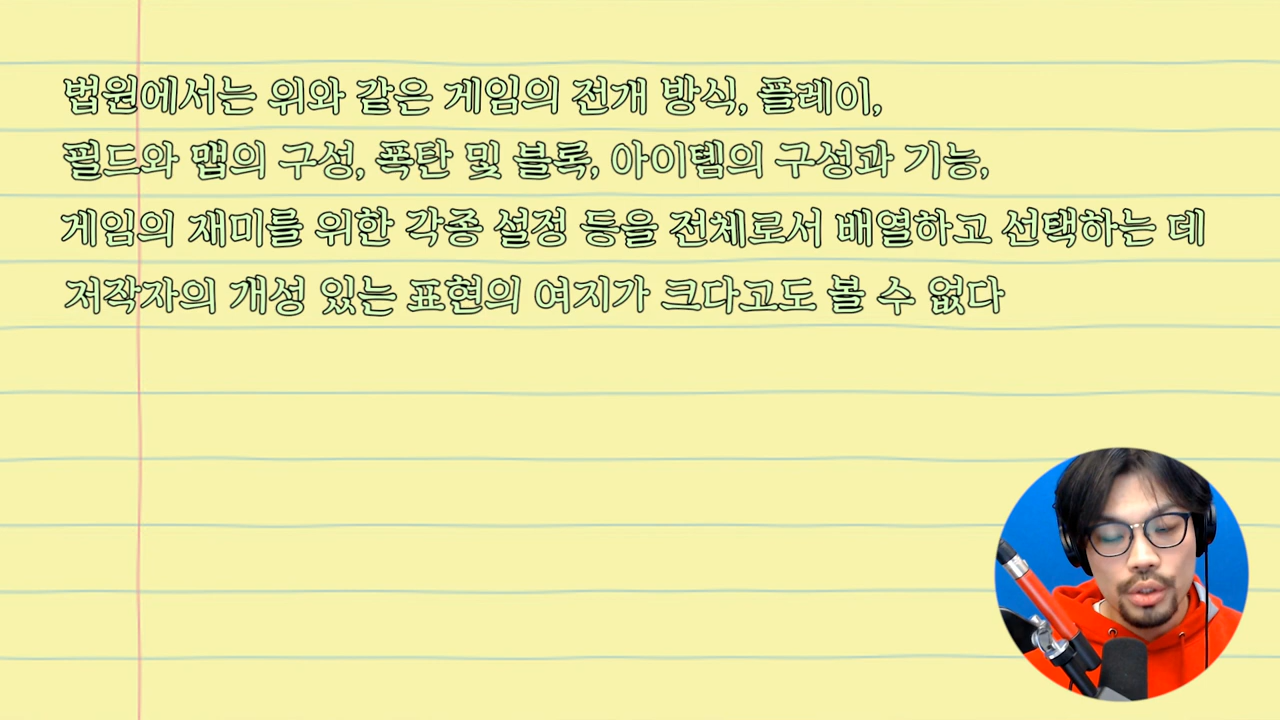 법원에서는 위와 같은 게임의 전개 방식, 플레이,
필드와 맵의 구성, 폭탄 및 블록, 아이템의 구성과 기능,
게임의 재미를 위한 각종 설정 등을 전체로서 배열하고 선택하는 데
저작자의 개성 있는 표현의 여지가 크다고도 볼 수 없다